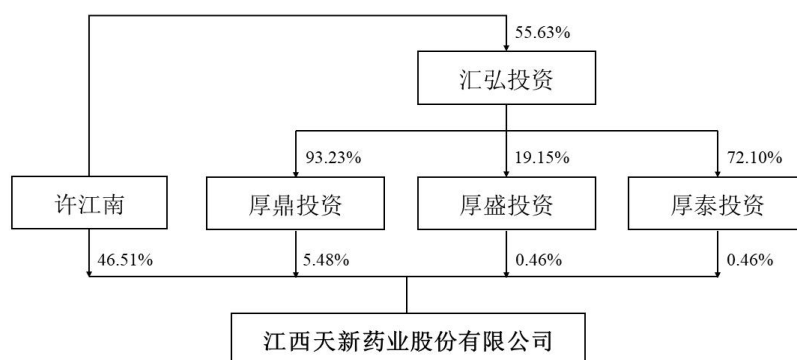 55.63%
汇弘投资
93.23%
19.15%
72.10%
许江南
厚鼎投资
厚盛投资
厚泰投资
46.51%
5.48%
0.46%
0.46%
江西天新药业股份有限公司